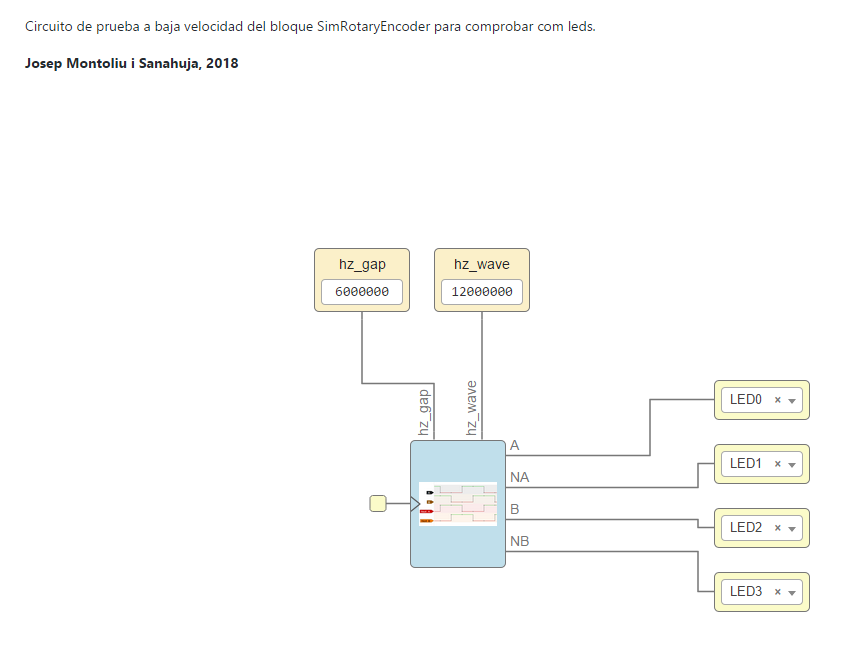 Circuito de prueba a baja velocidad del bloque SimRotaryEncoder para comprobar com leds.
Josep Montoliu i Sanahuja, 2018
hz_gap
hz_wave
6000000
12000000
hz_gap
hz_wave
A
NA
B
NB
LED0 × ▾
LED1 × ▾
LED2 × ▾
LED3 × ▾